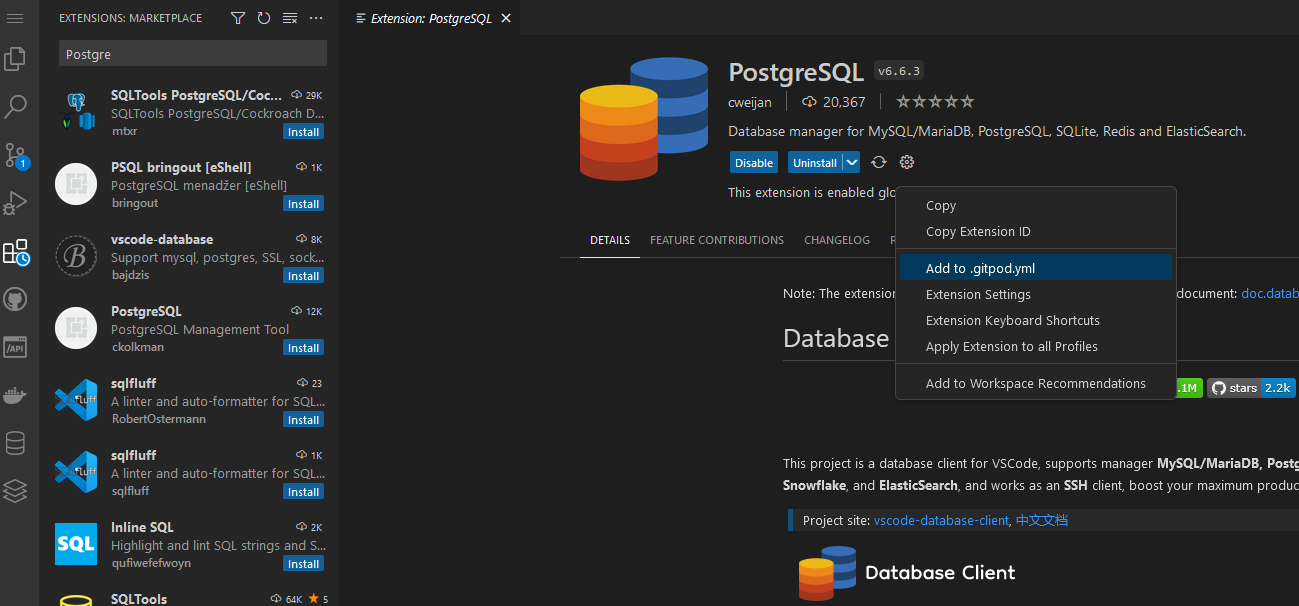 EXTENSIONS: MARKETPLACE
Postgre
SQLTools PostgreSQL/Coc... 29K
SQLTools PostgreSQL/Cockroach D...
mtxr Install
PSQL bringout [eShell] 1K
PostgreSQL menadžer [eShell]
bringout Install
B
vscode-database 8K
Support mysql, postgres, SSL, sock...
bajdzis Install
PostgreSQL 12K
PostgreSQL Management Tool
ckolkman Install
fluff
sqlfluff 23
A linter and auto-formatter for SQL...
RobertOstermann Install
fluff
sqlfluff 1K
A linter and auto-formatter for SQL...
sqlfluff Install
SQL
Inline SQL 2K
Highlight and lint SQL strings and S...
qufiwefefwoyn Install
SQLTools 64K 5
1
/API
Extension: PostgreSQL
PostgreSQL v6.6.3
cweijan 20,367
Database manager for MySQL/MariaDB, PostgreSQL, SQLite, Redis and ElasticSearch.
Disable Uninstall
This extension is enabled glo
DETAILS FEATURE CONTRIBUTIONS CHANGELOG R
Copy
Copy Extension ID
Add to .gitpod.yml
Extension Settings
Extension Keyboard Shortcuts
Apply Extension to all Profiles
Add to Workspace Recommendations
Note: The extension document: doc.datab
Database
.1M stars 2.2k
This project is a database client for VSCode, supports manager MySQL/MariaDB, Postg
Snowflake, and ElasticSearch, and works as an SSH client, boost your maximum produc
Project site: vscode-database-client, 中文文档
Database Client